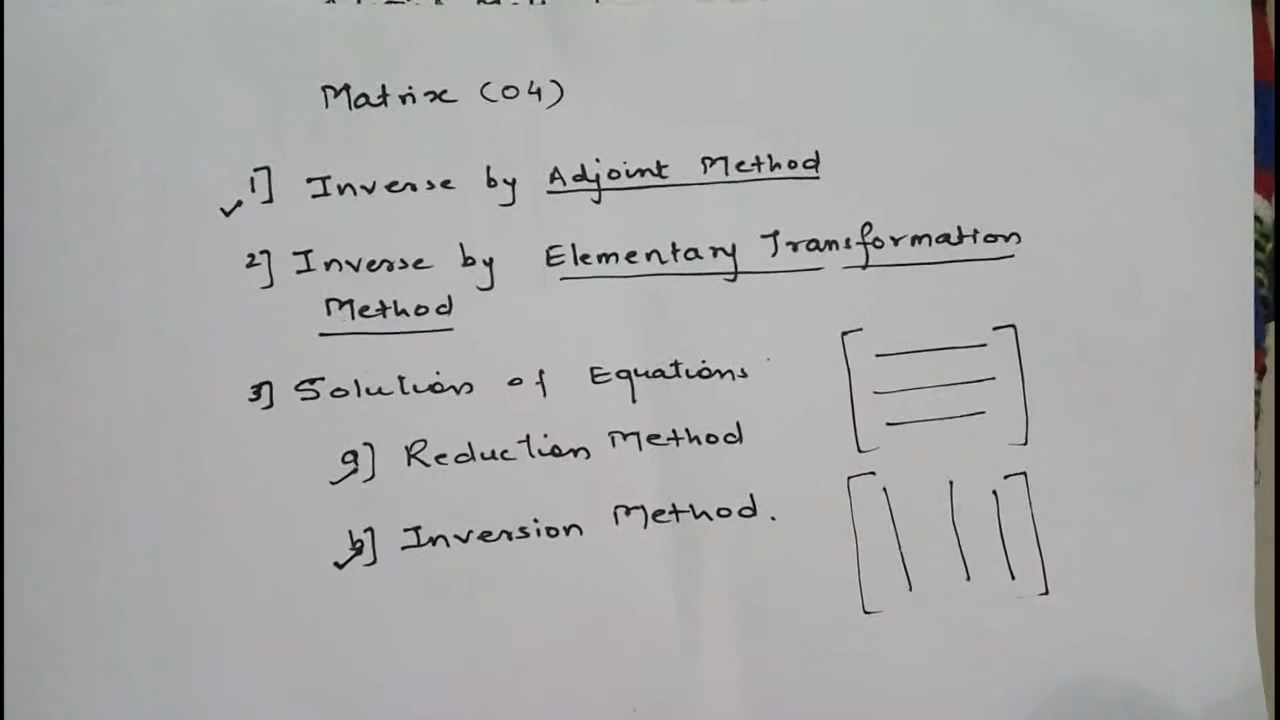 Matrix (04)
1] Inverse by Adjoint Method
2] Inverse by Elementary Transformation
Method
3] Solution of Equations
a] Reduction Method
b] Inversion Method.